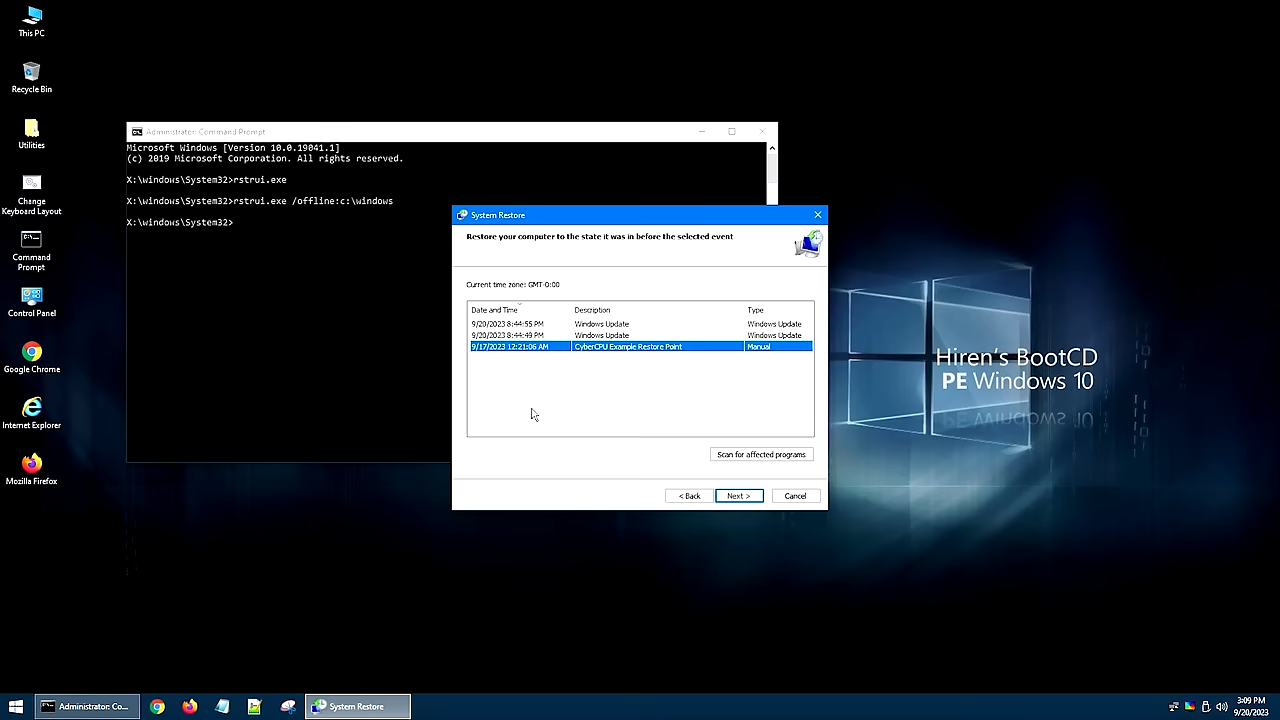 This PC
Recycle Bin
Utilities
Change
Keyboard Layout
Command
Prompt
Control Panel
Google Chrome
Internet Explorer
Mozilla Firefox
Administrator: Command Prompt
Microsoft Windows [Version 10.0.19041.1]
(c) 2019 Microsoft Corporation. All rights reserved.
X:\windows\System32>rstrui.exe
X:\windows\System32>rstrui.exe /offline:c:\windows
X:\windows\System32>
System Restore
Restore your computer to the state it was in before the selected event
Current time zone: GMT-0:00
Date and Time Description Type
9/20/2023 8:44:55 PM Windows Update Windows Update
9/20/2023 8:44:49 PM Windows Update Windows Update
9/17/2023 12:21:06 AM CyberCPU Example Restore Point Manual
Scan for affected programs
< Back Next > Cancel
Hiren's BootCD
PE Windows 10
Administrator: Co...
System Restore
3:09 PM
9/20/2023